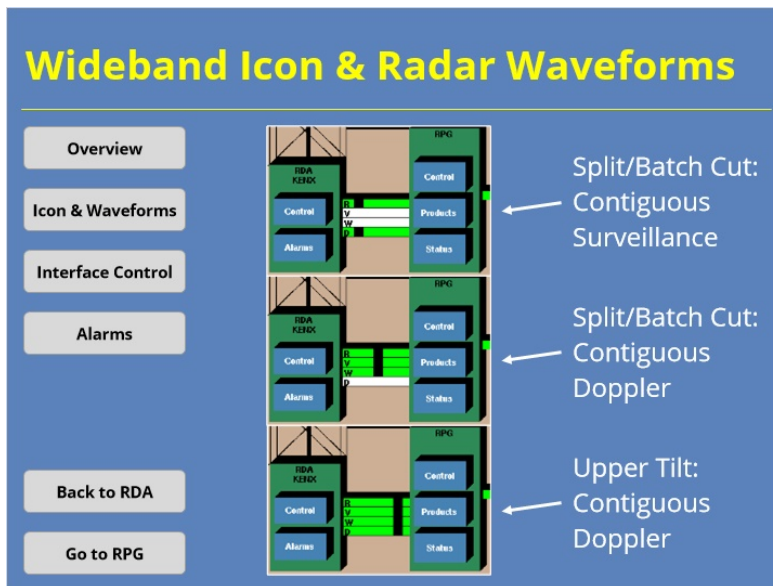 Wideband Icon & Radar Waveforms
Overview
Icon & Waveforms
Interface Control
Alarms
Back to RDA
Go to RPG
RPG
RDA
KENX
Control
Control
Products
Alarms
Status
R
V
W
D
Split/Batch Cut:
Contiguous
Surveillance
RPG
RDA
KENX
Control
Control
Products
Alarms
Status
R
V
W
D
Split/Batch Cut:
Contiguous
Doppler
RPG
RDA
KENX
Control
Control
Products
Alarms
Status
R
V
W
D
Upper Tilt:
Contiguous
Doppler